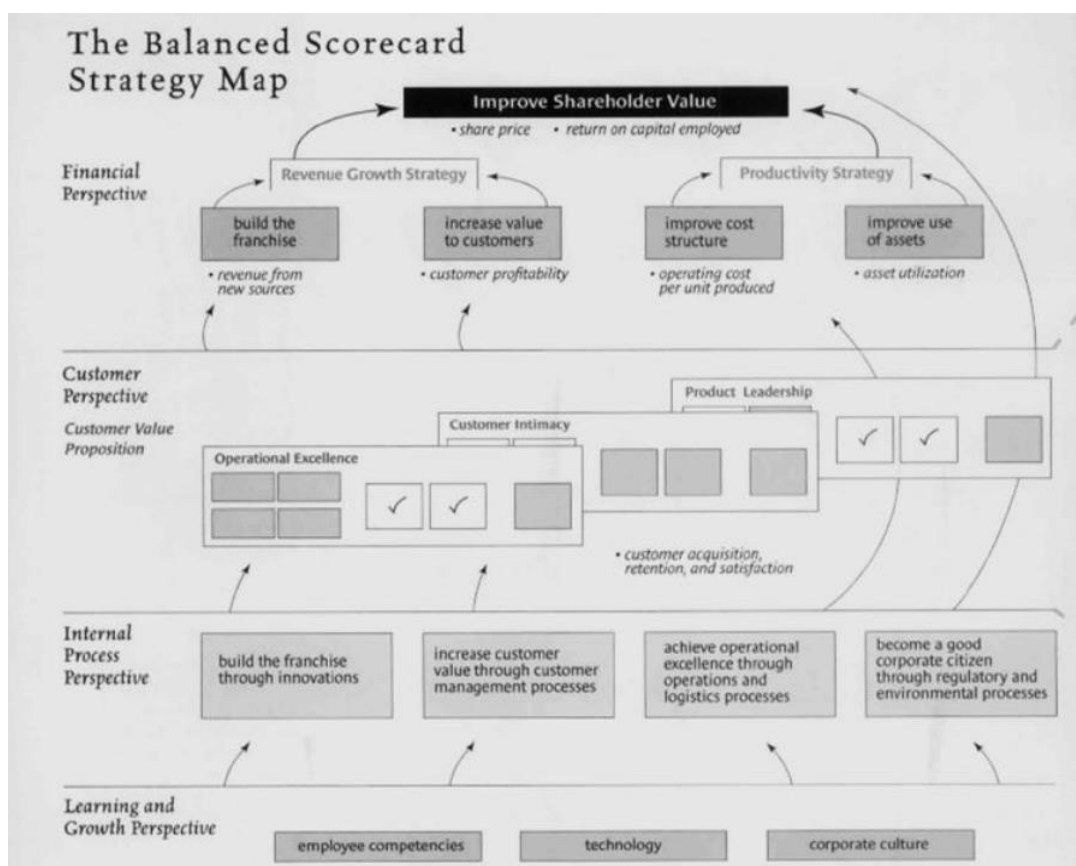 The Balanced Scorecard
Strategy Map
Improve Shareholder Value
• share price • return on capital employed
Financial
Perspective
Revenue Growth Strategy
Productivity Strategy
build the
franchise
increase value
to customers
improve cost
structure
improve use
of assets
• revenue from
new sources
• customer profitability
• operating cost
per unit produced
• asset utilization
Customer
Perspective
Customer Value
Proposition
Product Leadership
Customer Intimacy
Operational Excellence
• customer acquisition,
retention, and satisfaction
Internal
Process
Perspective
build the franchise
through innovations
increase customer
value through customer
management processes
achieve operational
excellence through
operations and
logistics processes
become a good
corporate citizen
through regulatory and
environmental processes
Learning and
Growth Perspective
employee competencies
technology
corporate culture